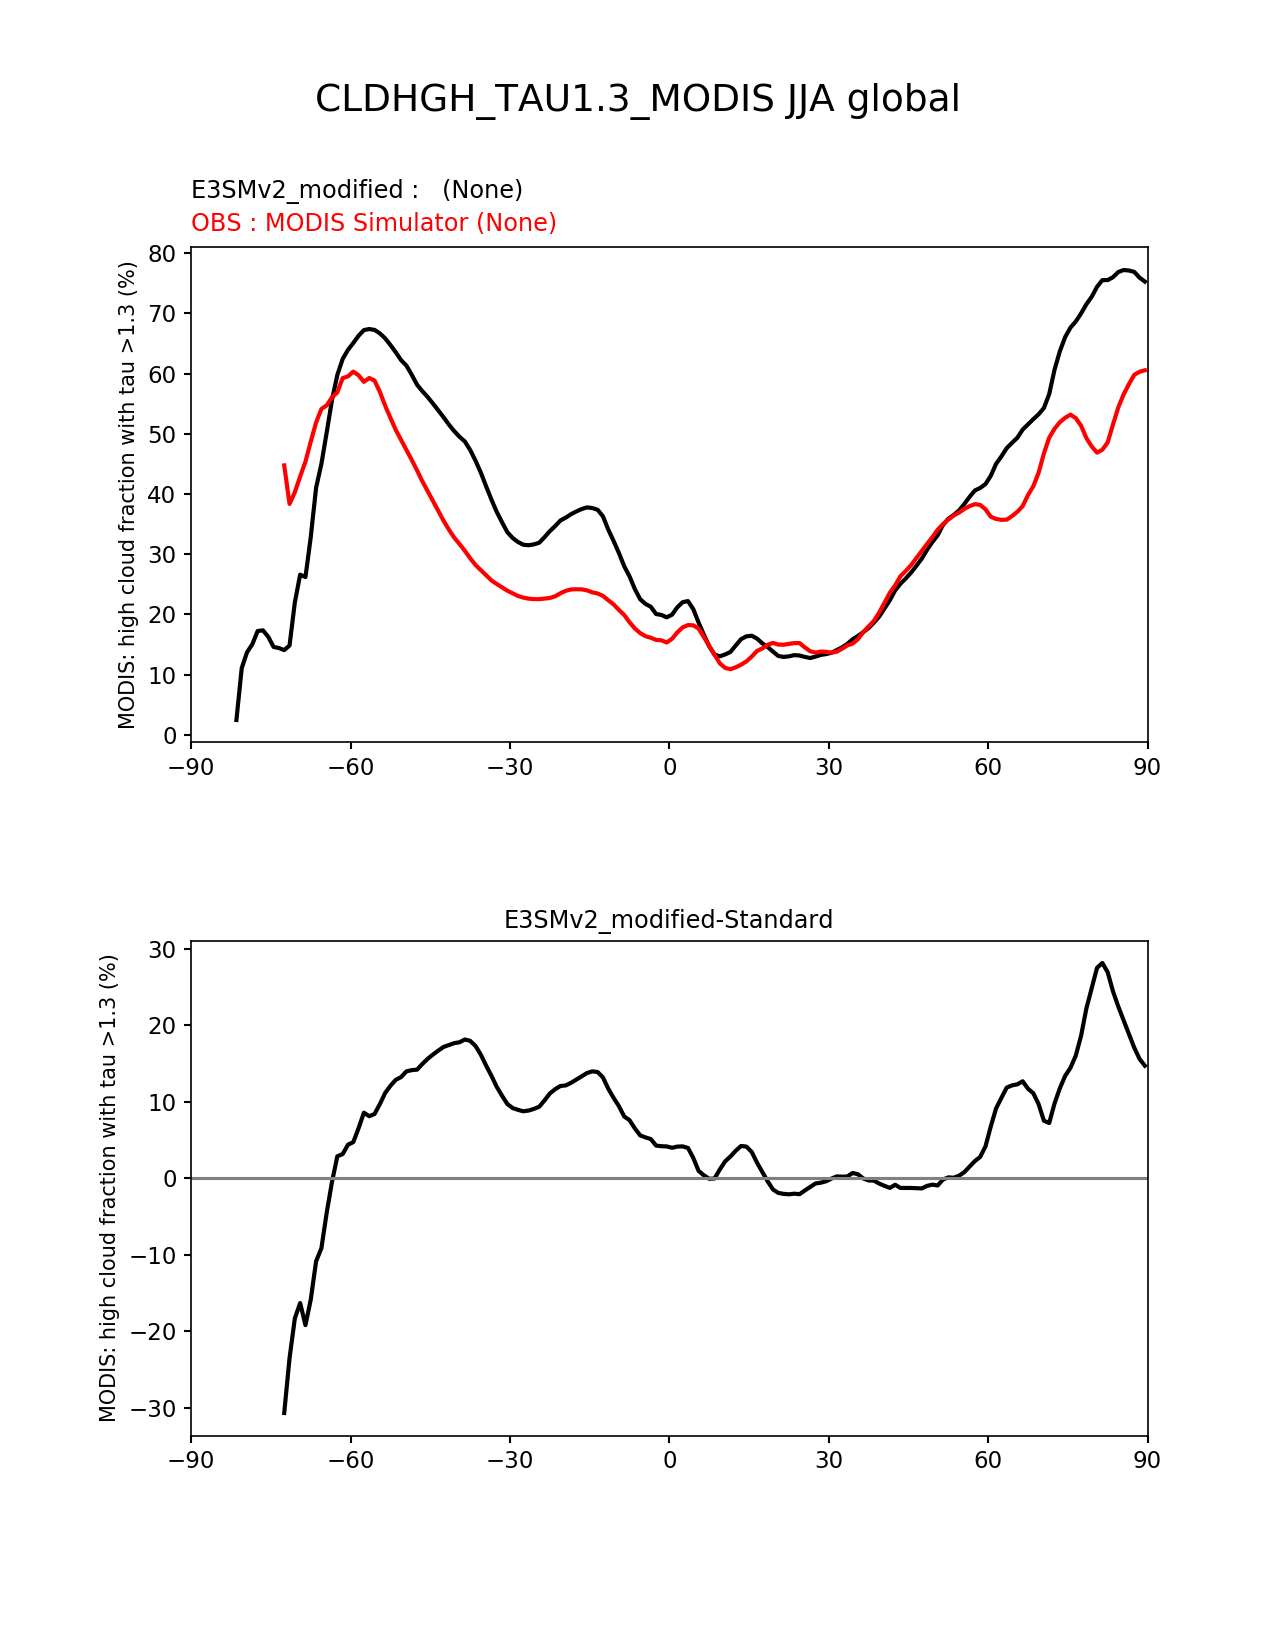 CLDHGH_TAU1.3_MODIS JJA global
E3SMv2_modified :   (None)
OBS : MODIS Simulator (None)
MODIS: high cloud fraction with tau >1.3 (%)
80
70
60
50
40
30
20
10
0
−90 −60 −30 0 30 60 90
E3SMv2_modified-Standard
MODIS: high cloud fraction with tau >1.3 (%)
30
20
10
0
−10
−20
−30
−90 −60 −30 0 30 60 90